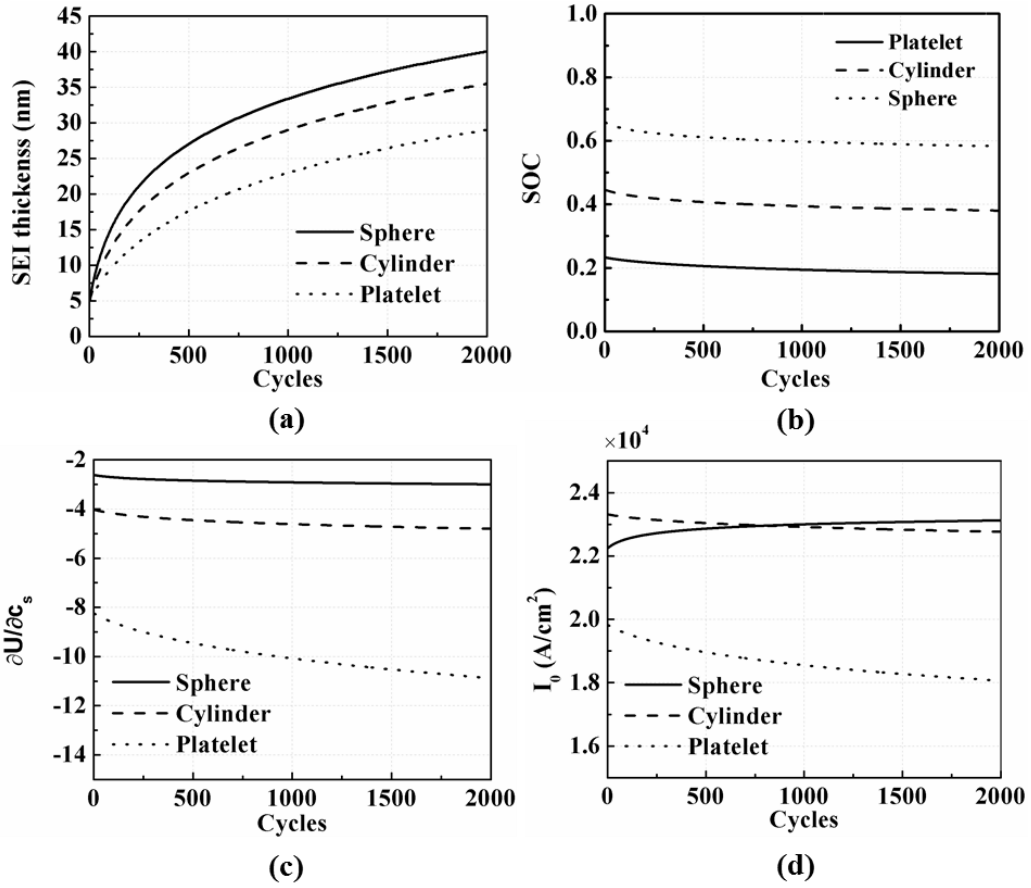 45
40
35
30
25
20
15
10
5
0
SEI thickenss (nm)
Sphere
Cylinder
Platelet
0 500 1000 1500 2000
Cycles
(a)
1.0
0.8
0.6
0.4
0.2
0.0
SOC
Platelet
Cylinder
Sphere
0 500 1000 1500 2000
Cycles
(b)
-2
-4
-6
-8
-10
-12
-14
∂U/∂cs
Sphere
Cylinder
Platelet
0 500 1000 1500 2000
Cycles
(c)
×10⁴
2.4
2.2
2.0
1.8
1.6
I₀ (A/cm²)
Sphere
Cylinder
Platelet
0 500 1000 1500 2000
Cycles
(d)